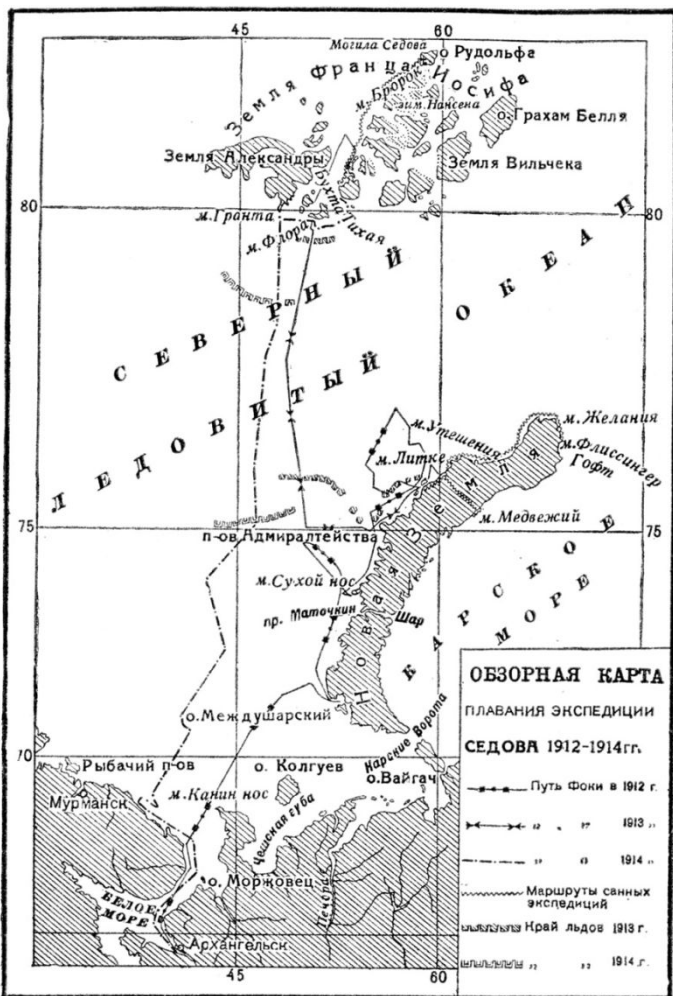 45 60
Могила Седова
Рудольфа
Земля Франца Иосифа
м. Бророк
зим. Нансена
Грахам Белля
Земля Александры
Земля Вильчека
Бухта Тихая
80 80
м. Гранта
м. Флора
СЕВЕРНЫЙ
ОКЕАН
ЛЕДОВИТЫЙ
м. Утешения
м. Желания
м. Литке
м. Флиссингер
Гофт
м. Медвежий
75 75
п-ов Адмиралтейства
Новая Земля
м. Сухой нос
пр. Маточкин Шар
КАРСКОЕ
МОРЕ
о. Междушарский
70
Карские Ворота
Рыбачий п-ов
о. Колгуев
о. Вайгач
Мурманск
м. Канин нос
Чешская губа
о. Моржовец
Печора
БЕЛОЕ
МОРЕ
Архангельск
45 60
ОБЗОРНАЯ КАРТА
ПЛАВАНИЯ ЭКСПЕДИЦИИ
СЕДОВА 1912-1914гг.
Путь Фоки в 1912 г.
„ „ „ 1913 „
„ „ 1914 „
Маршруты санных
экспедиций
Край льдов 1913 г.
„ „ 1914 г.